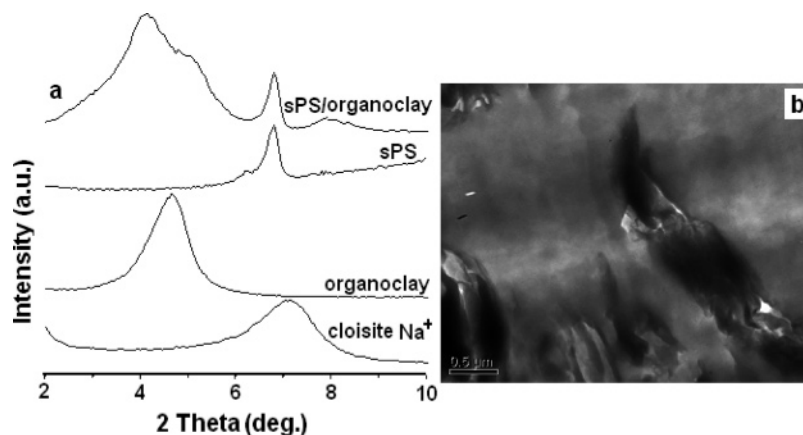 a
sPS/organoclay
sPS
organoclay
cloisite Na+
Intensity (a.u.)
2 4 6 8 10
2 Theta (deg.)
b
0.5 µm